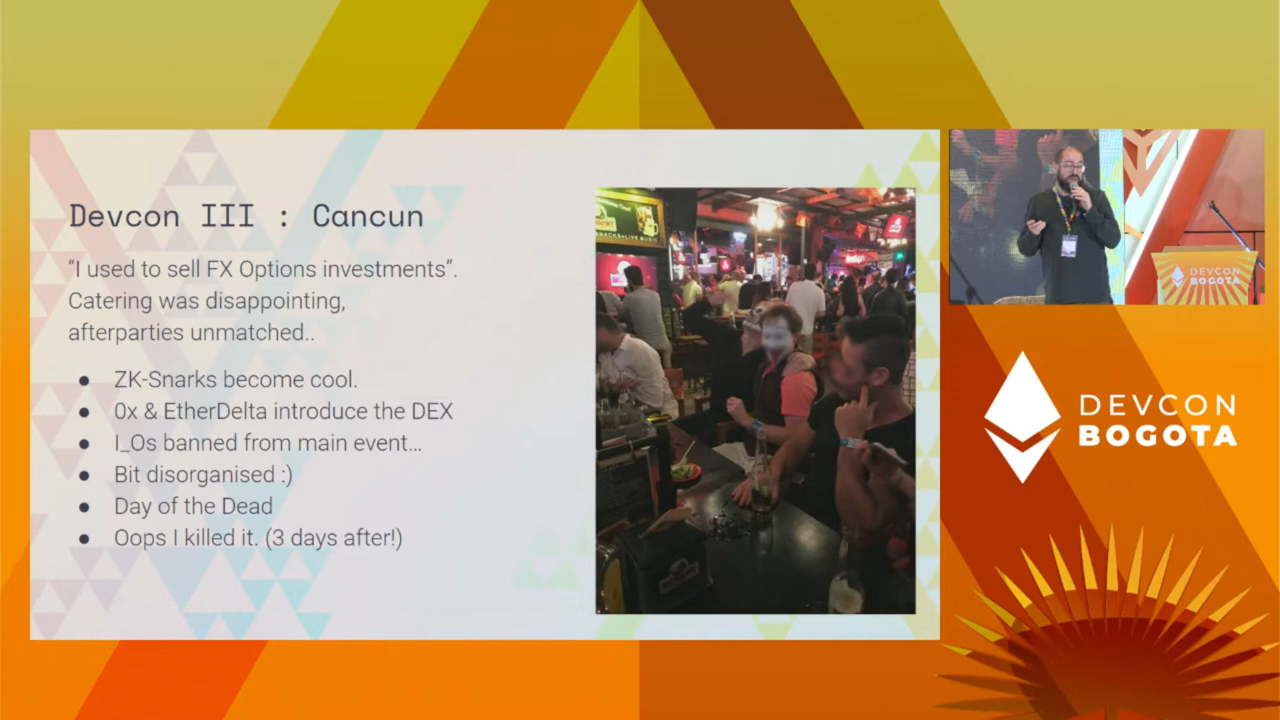 Devcon III : Cancun
“I used to sell FX Options investments”.
Catering was disappointing,
afterparties unmatched..
● ZK-Snarks become cool.
● 0x & EtherDelta introduce the DEX
● I_Os banned from main event…
● Bit disorganised :)
● Day of the Dead
● Oops I killed it. (3 days after!)
DEVCON
BOGOTA
DEVCON
BOGOTA